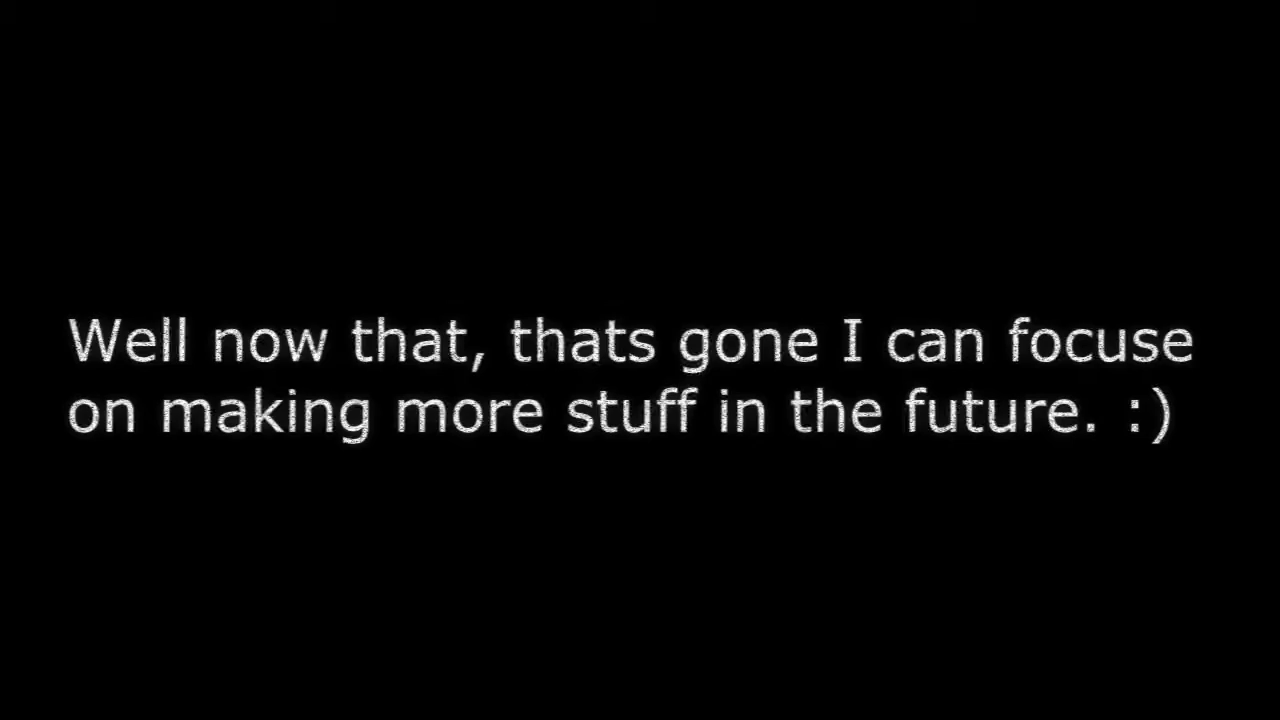 Well now that, thats gone I can focuse
on making more stuff in the future. :)